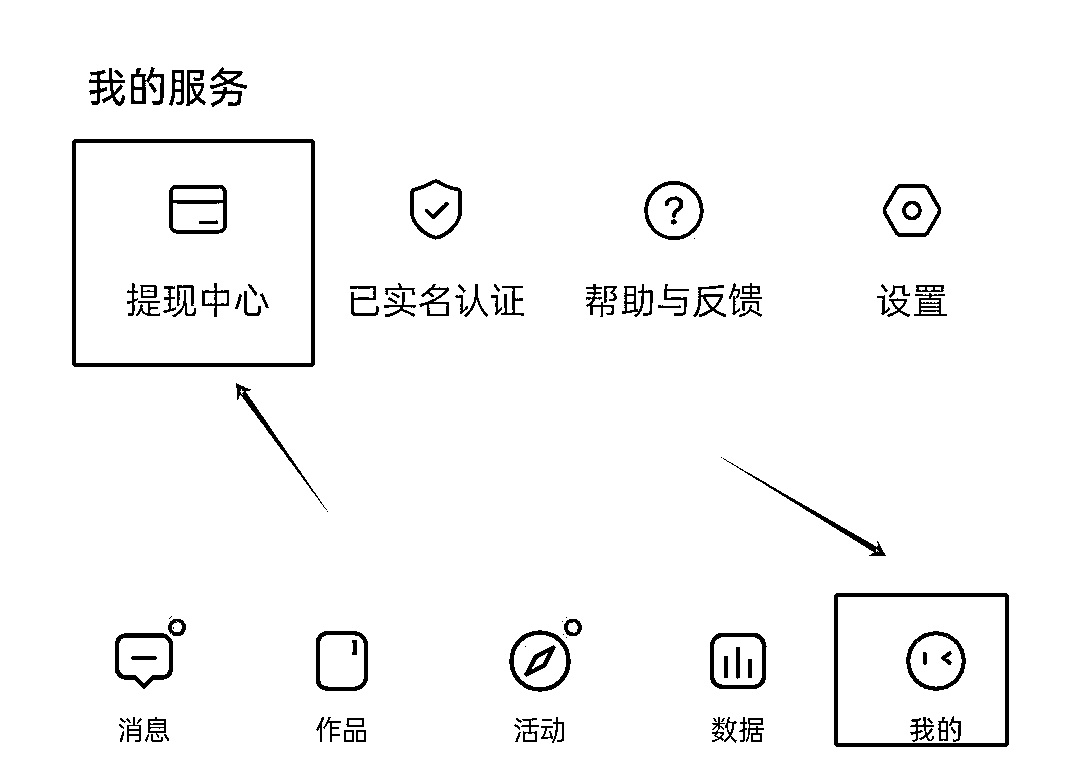 我的服务
提现中心 已实名认证 帮助与反馈 设置
消息 作品 活动 数据 我的